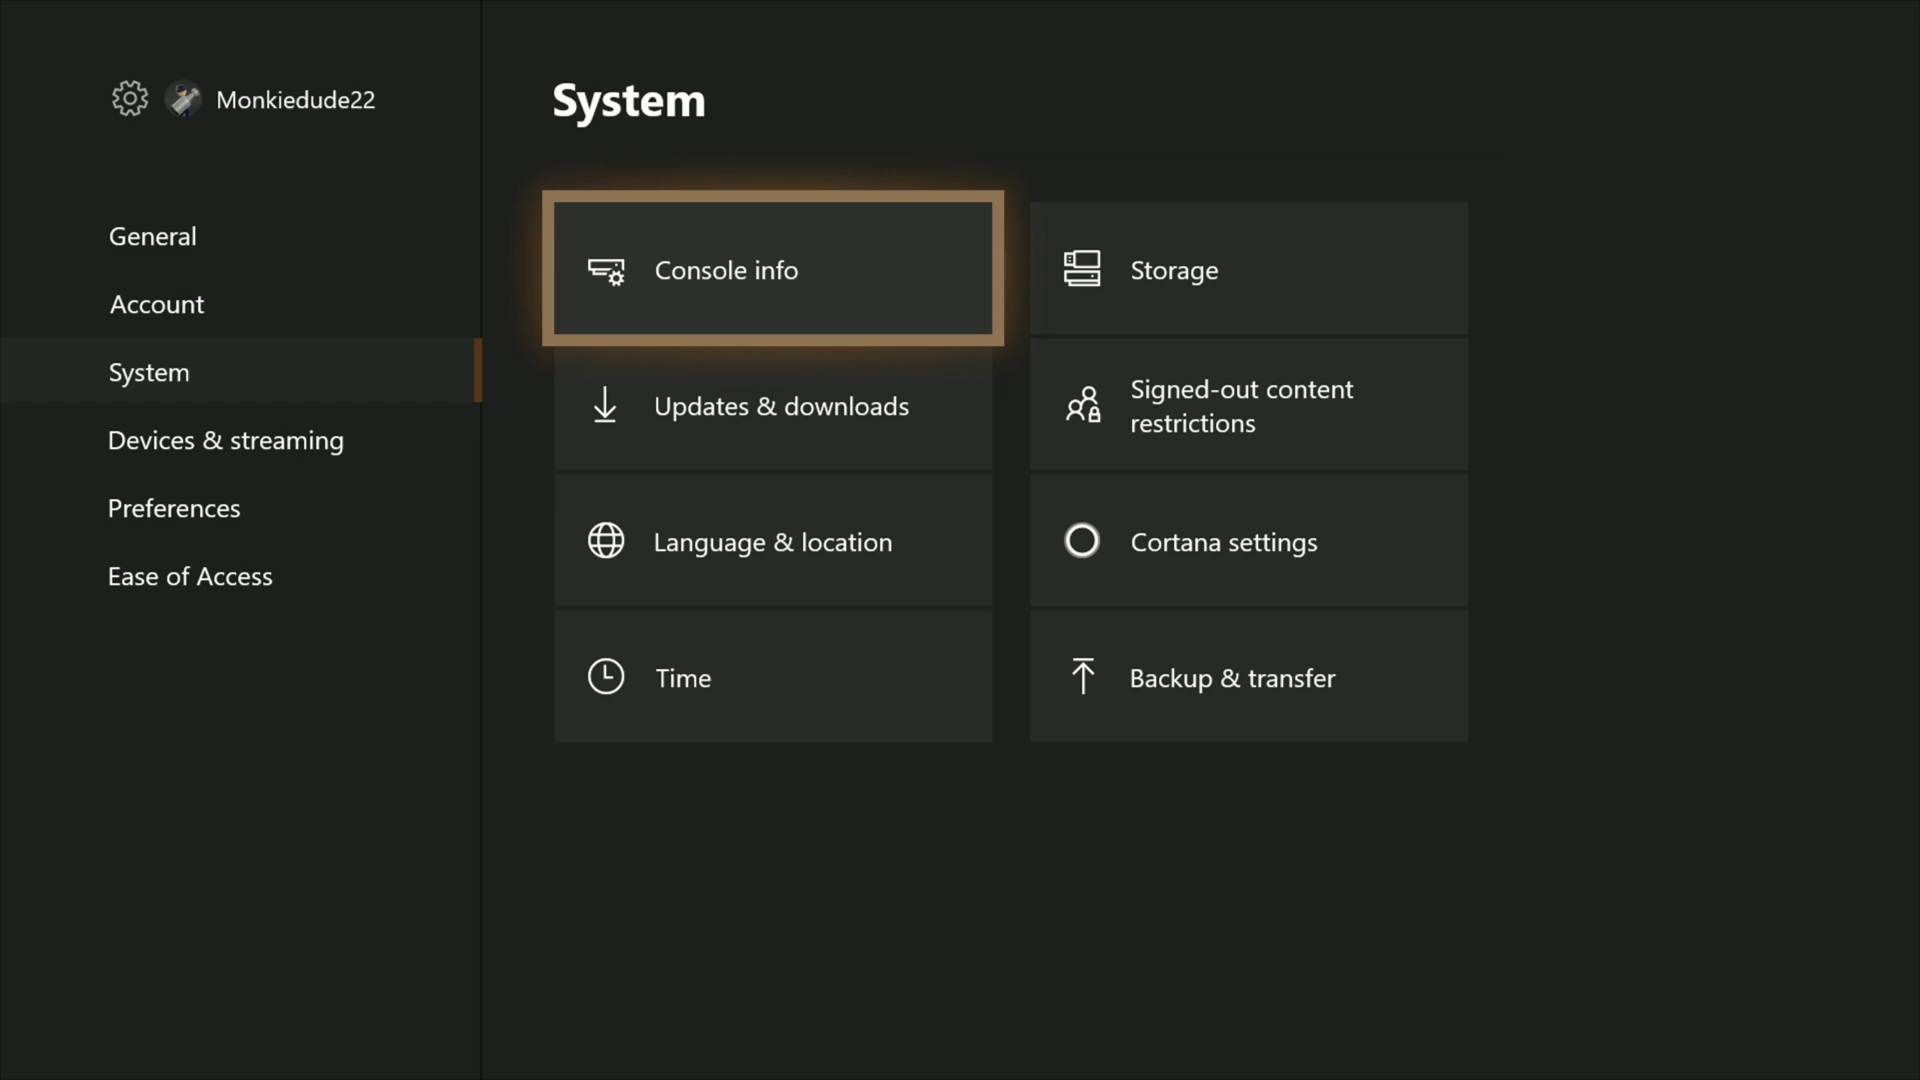 Monkiedude22
General
Account
System
Devices & streaming
Preferences
Ease of Access
System
Console info
Storage
Updates & downloads
Signed-out content
restrictions
Language & location
Cortana settings
Time
Backup & transfer